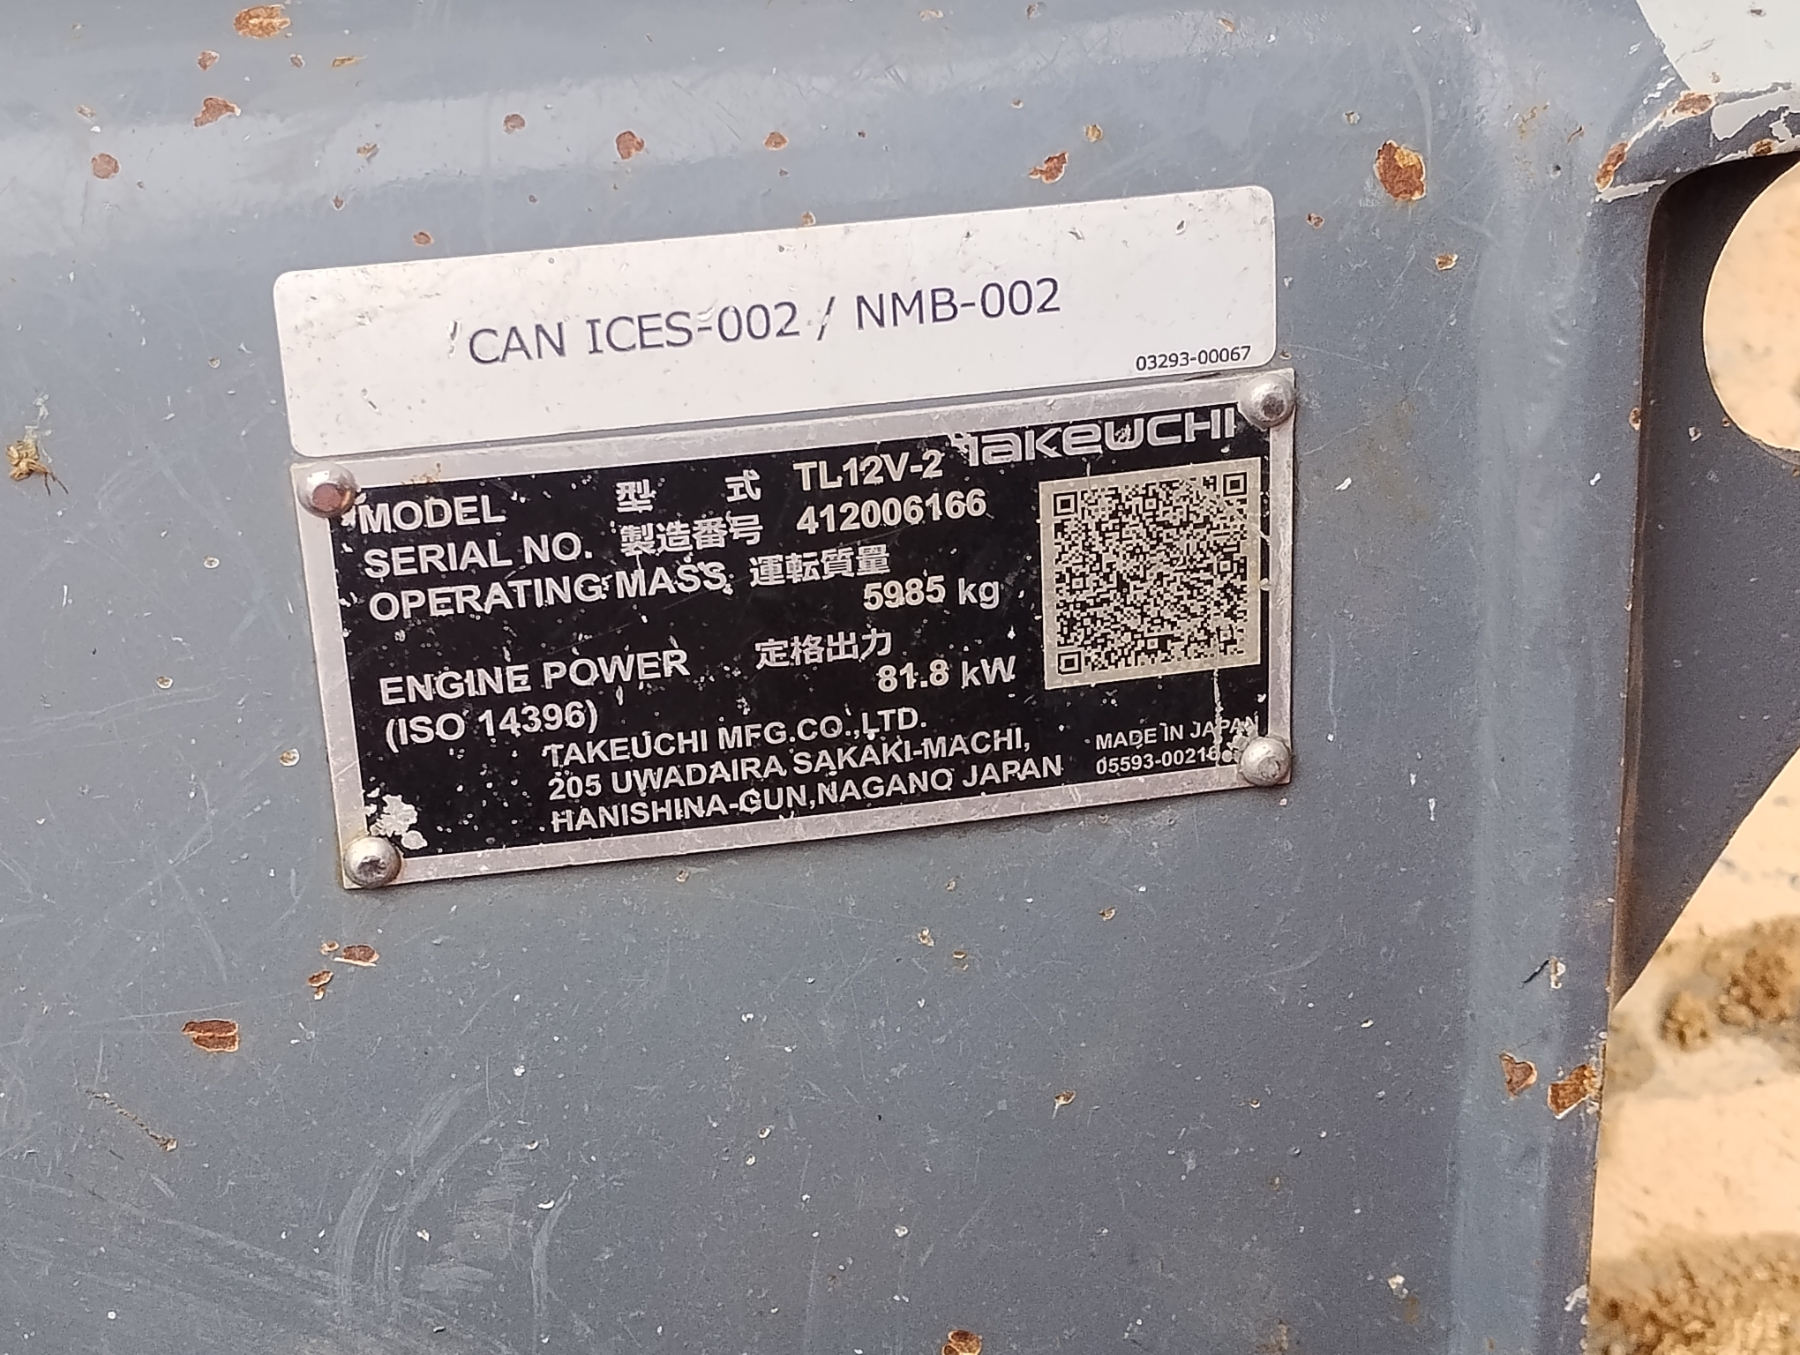 CAN ICES-002 / NMB-002
03293-00067
TAKEUCHI
MODEL 型 式 TL12V-2
SERIAL NO. 製造番号 412006166
OPERATING MASS 運転質量
5985 kg
ENGINE POWER 定格出力
(ISO 14396) 81.8 kW
TAKEUCHI MFG.CO.,LTD.
205 UWADAIRA SAKAKI-MACHI,
HANISHINA-GUN,NAGANO JAPAN
MADE IN JAPAN